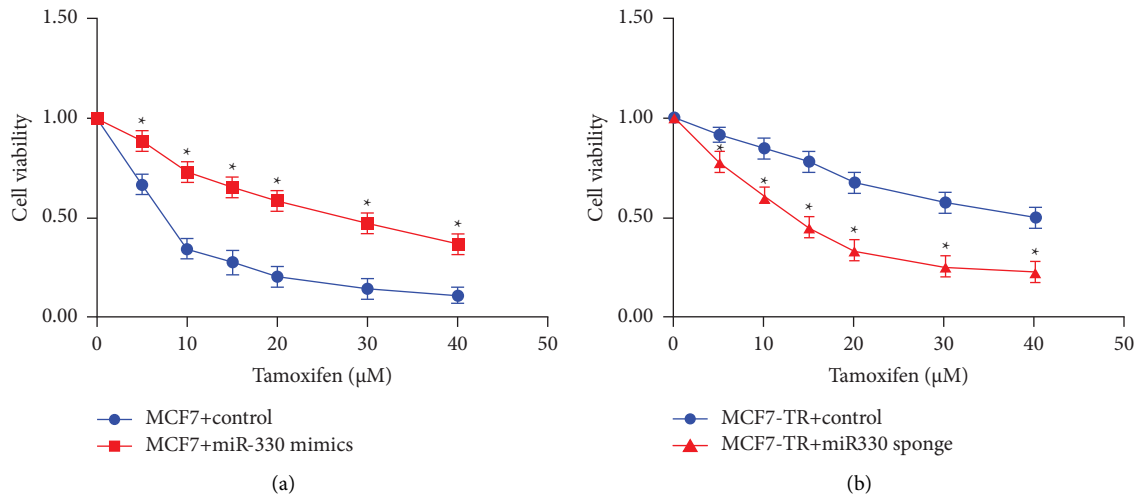 1.50
1.00
0.50
0.00
Cell viability
* * * * * *
0 10 20 30 40 50
Tamoxifen (µM)
MCF7+control
MCF7+miR-330 mimics
(a)
1.50
1.00
0.50
0.00
Cell viability
* * * * * *
0 10 20 30 40 50
Tamoxifen (µM)
MCF7-TR+control
MCF7-TR+miR330 sponge
(b)